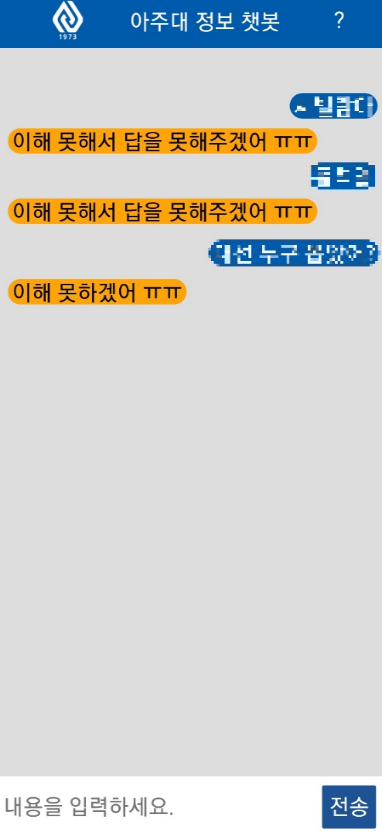 1973
아주대 정보 챗봇 ?
이해 못해서 답을 못해주겠어 ㅠㅠ
이해 못해서 답을 못해주겠어 ㅠㅠ
누구
이해 못하겠어 ㅠㅠ
내용을 입력하세요.
전송